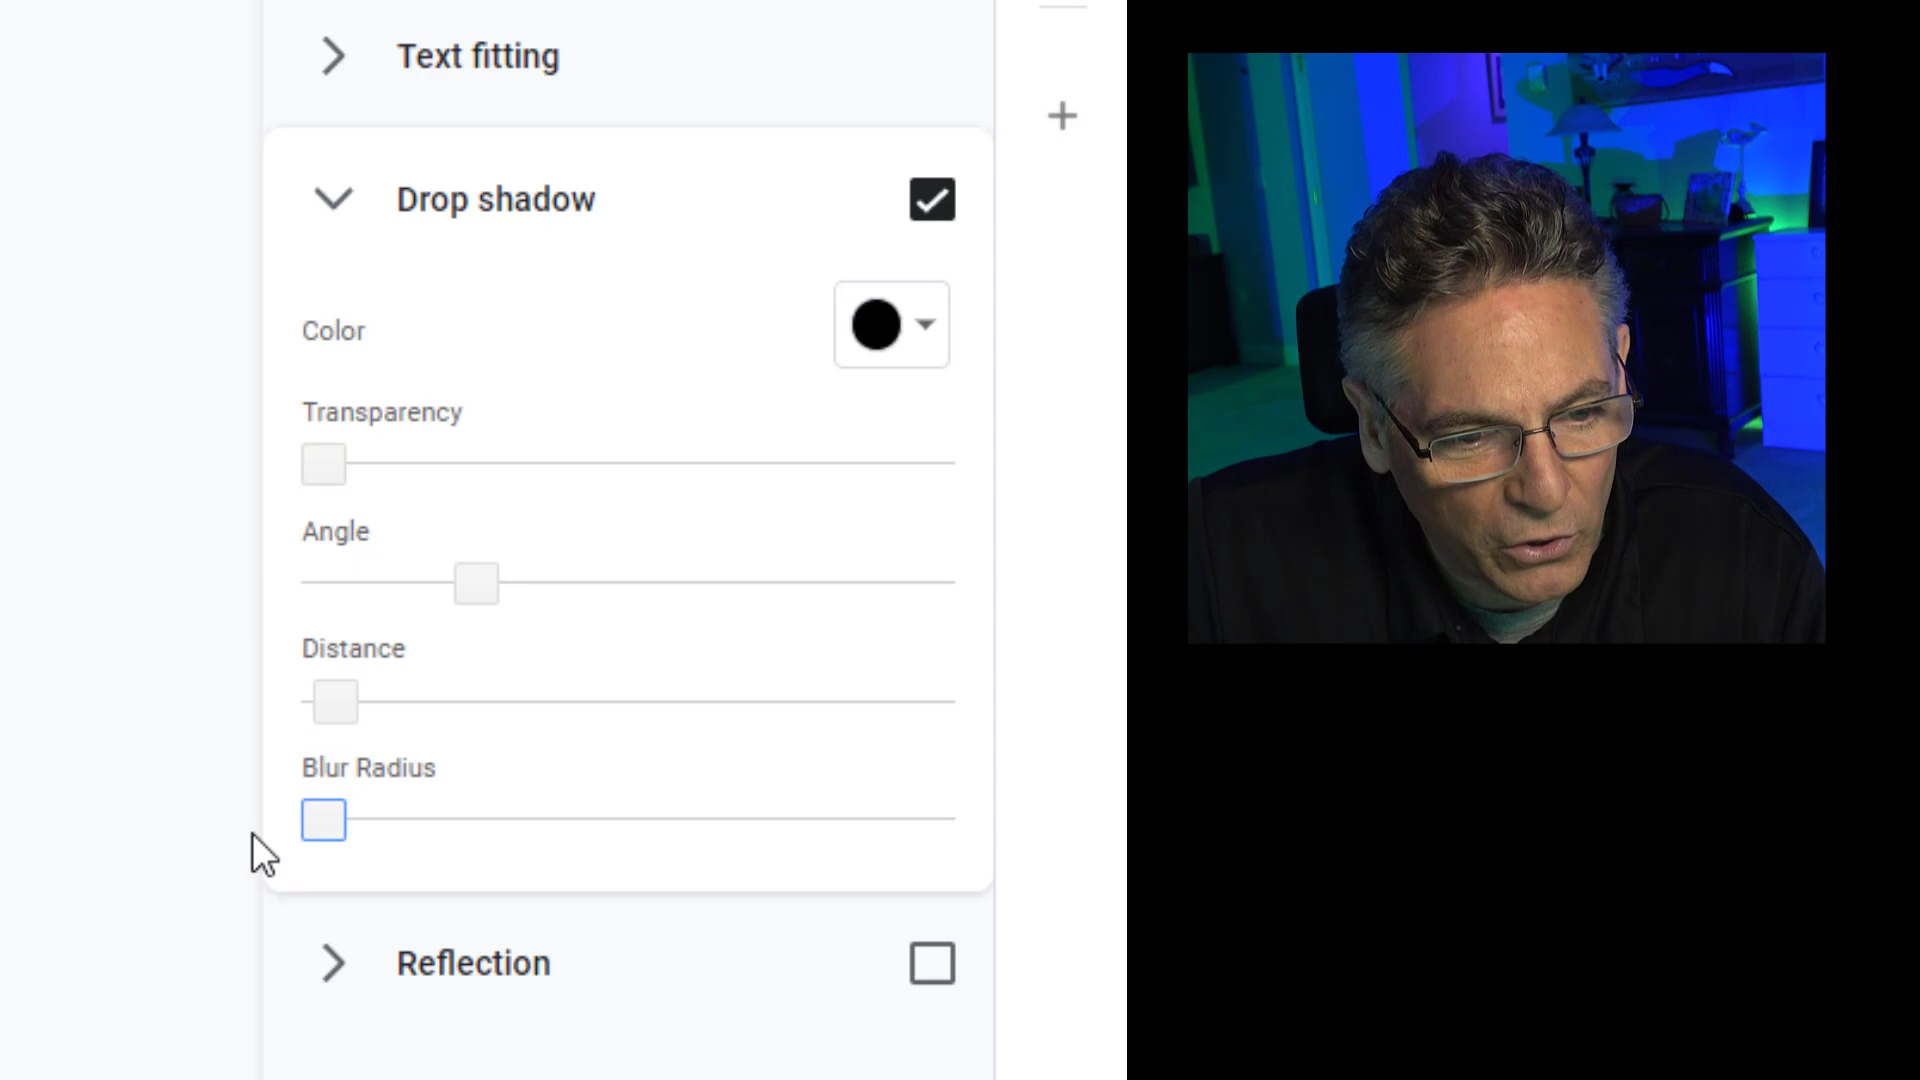 Text fitting
Drop shadow
Color
Transparency
Angle
Distance
Blur Radius
Reflection